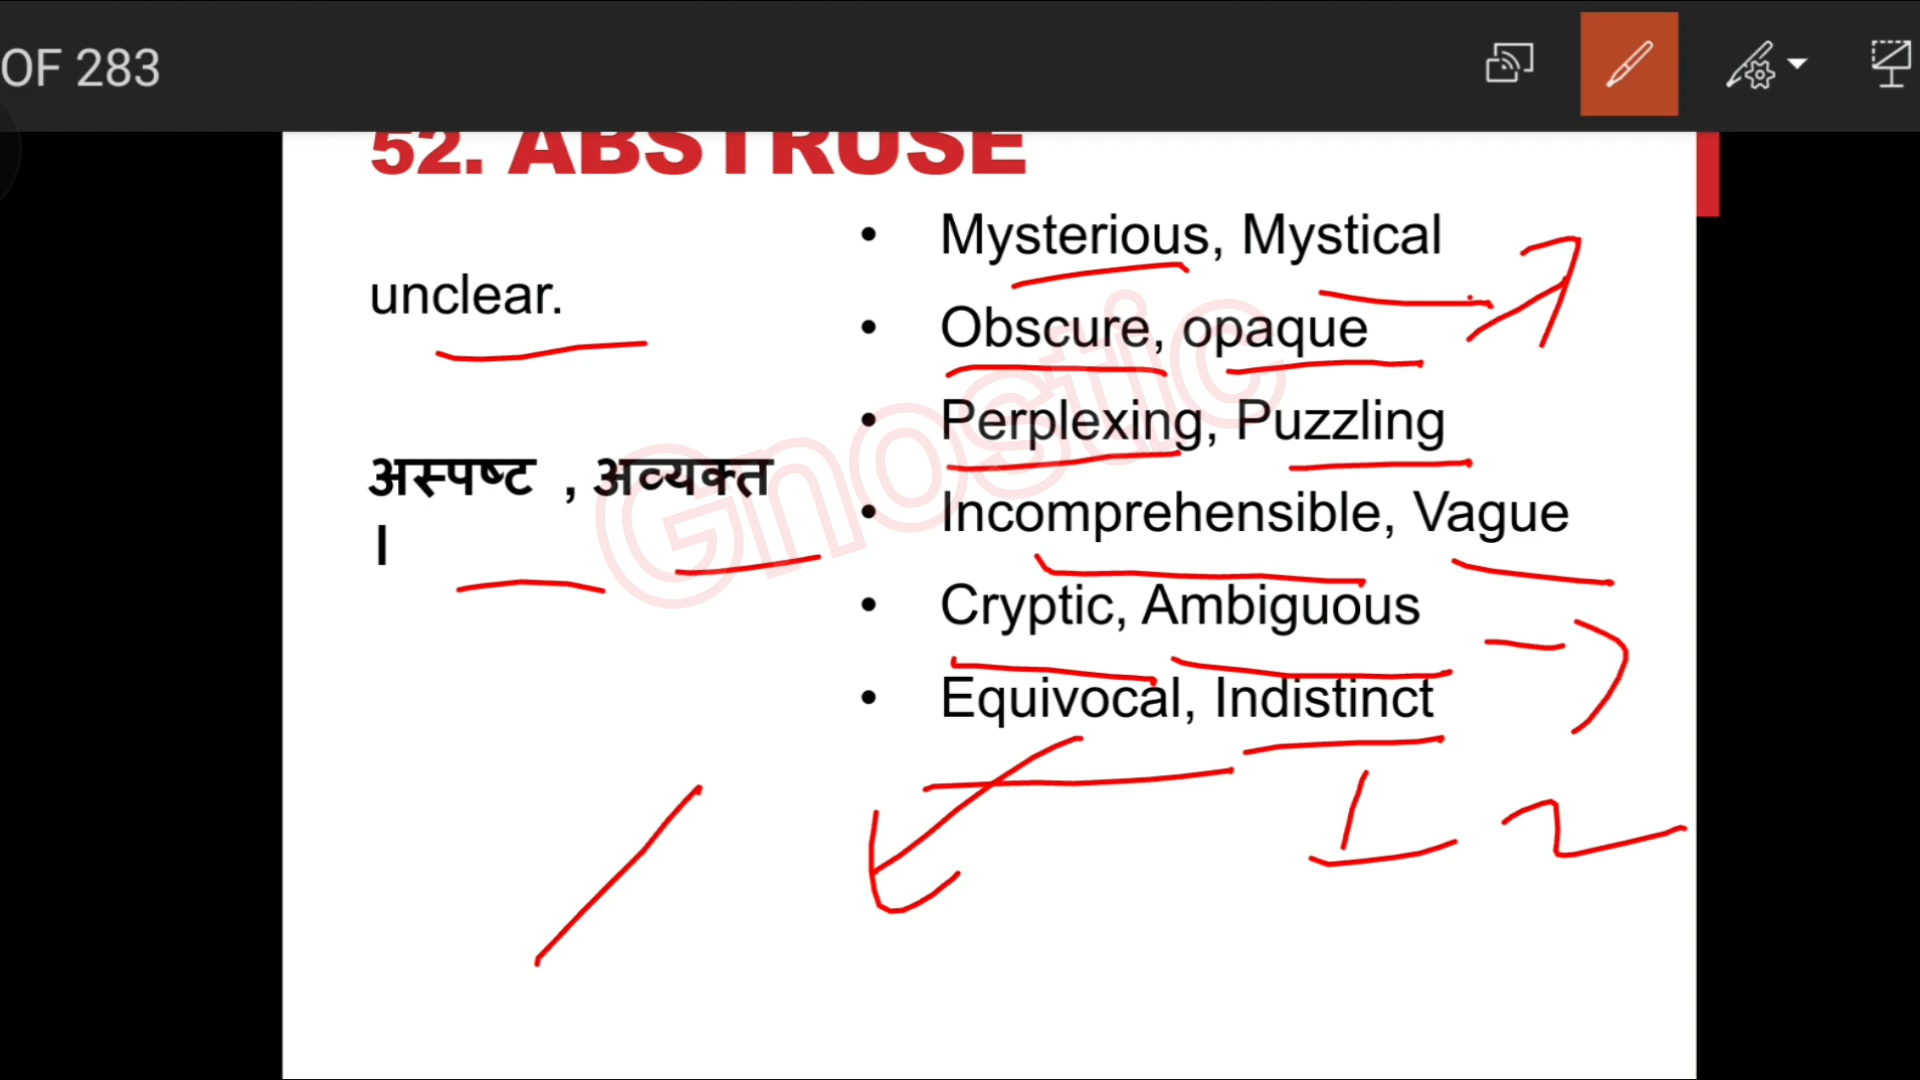 OF 283
52. ABSTRUSE
unclear.
अस्पष्ट , अव्यक्त
।
• Mysterious, Mystical
• Obscure, opaque
• Perplexing, Puzzling
• Incomprehensible, Vague
• Cryptic, Ambiguous
• Equivocal, Indistinct
Gnostic